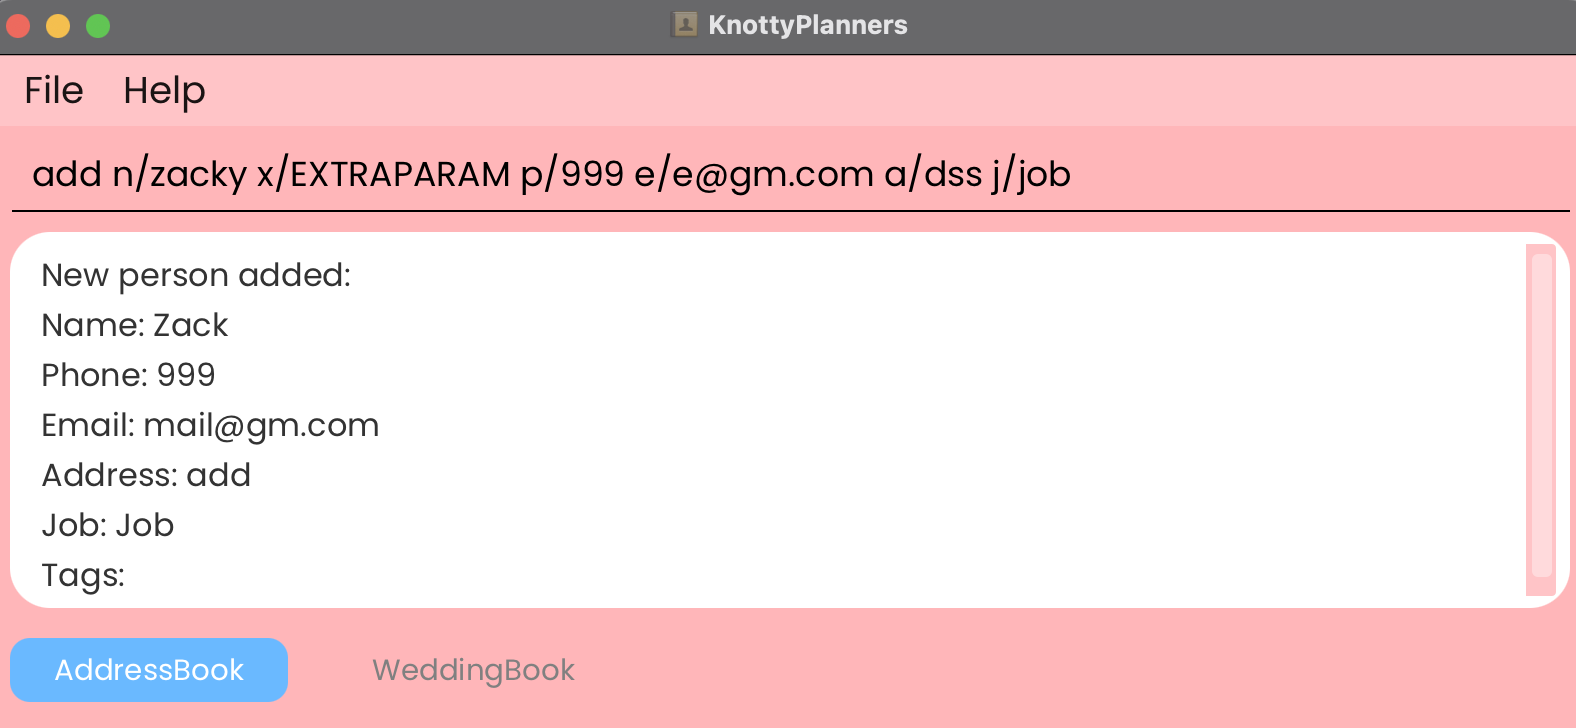 KnottyPlanners
File Help
add n/zacky x/EXTRAPARAM p/999 e/e@gm.com a/dss j/job
New person added:
Name: Zack
Phone: 999
Email: mail@gm.com
Address: add
Job: Job
Tags:
AddressBook WeddingBook